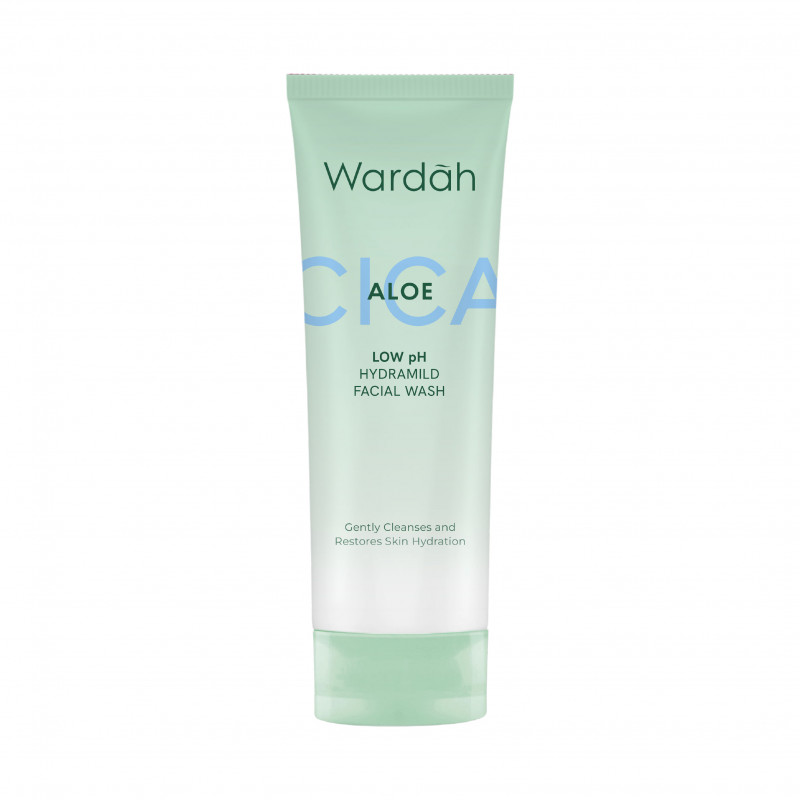 Wardah
CICA
ALOE
LOW pH
HYDRAMILD
FACIAL WASH
Gently Cleanses and
Restores Skin Hydration